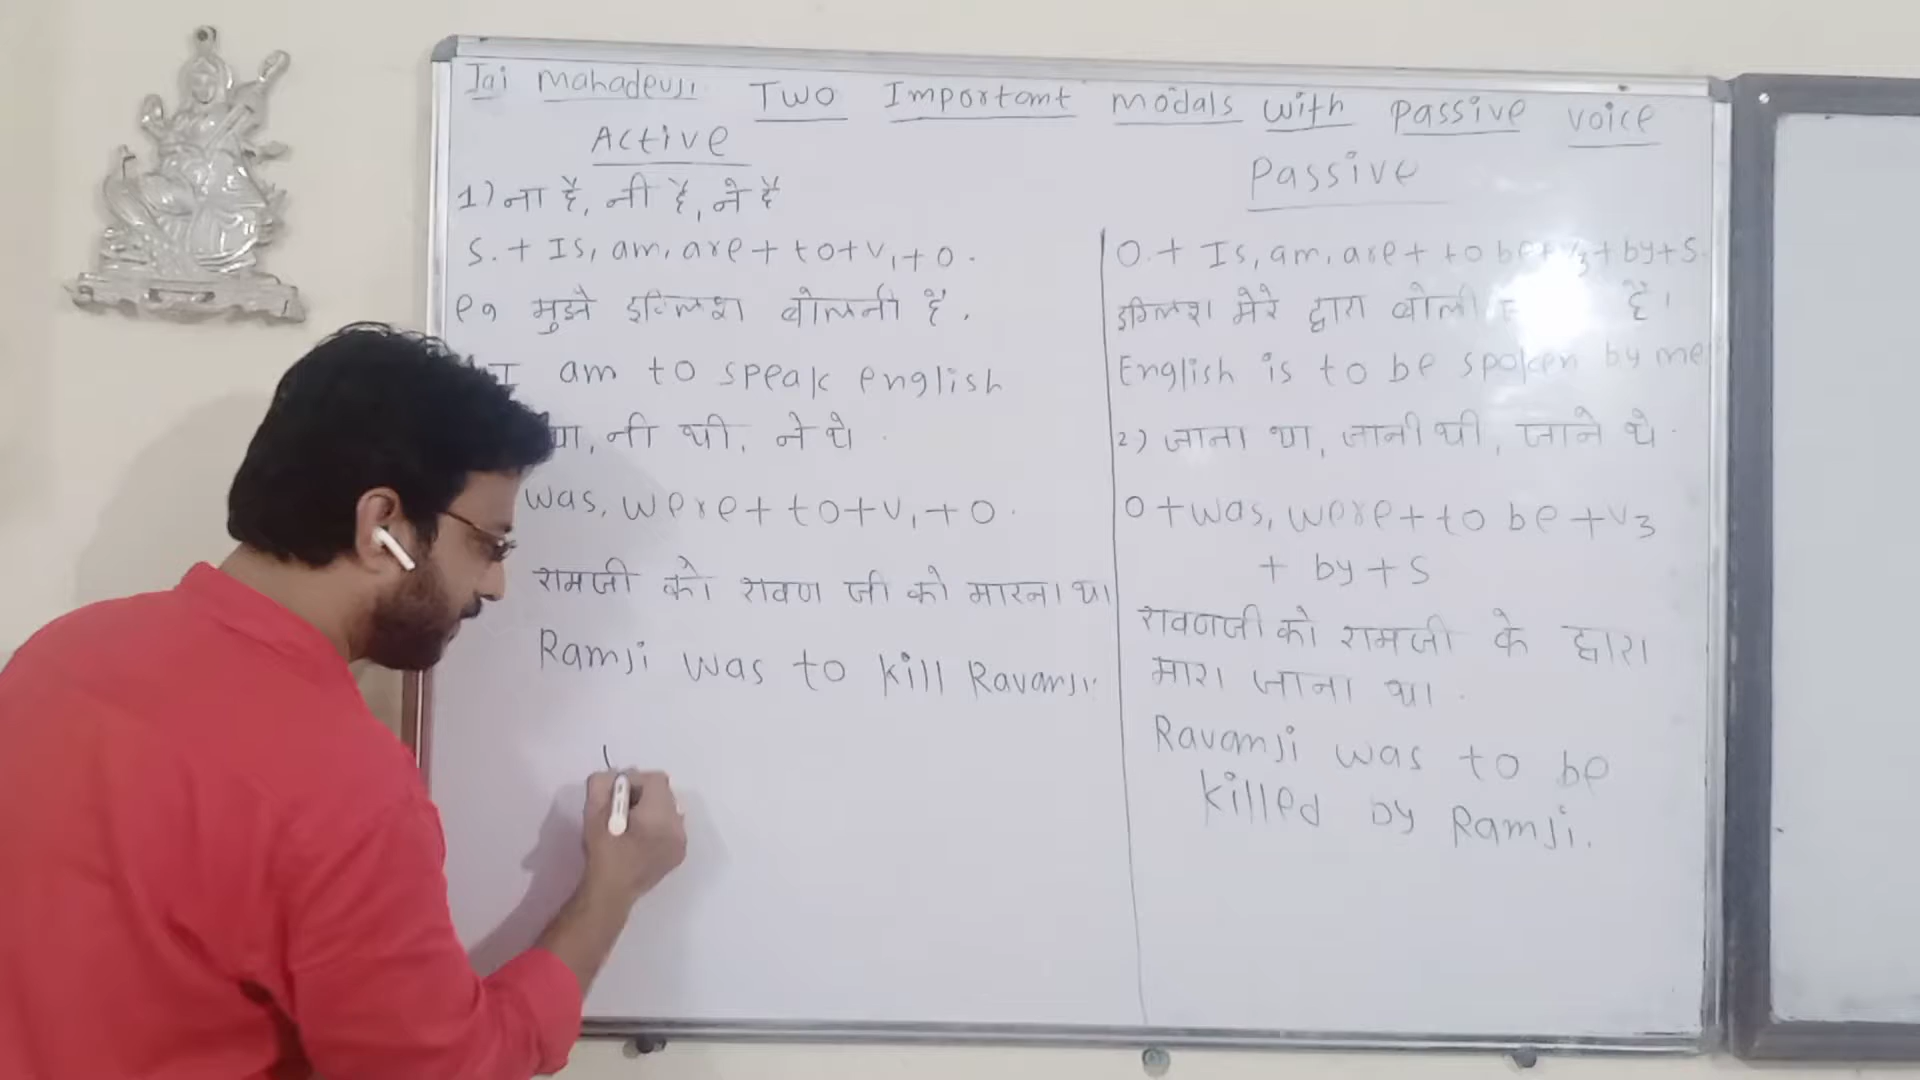 Jai Mahadevji Two Important modals with Passive voice
Active
1) ना है, नी है, ने हैं
S. + Is, am, are + to + V1 + O.
eg मुझे इंग्लिश बोलनी है.
I am to speak english
था, नी थी, ने थे
was, were + to + V1 + O.
रामजी को रावण जी को मारना था।
Ramji was to kill Ravanji.
Passive
O. + Is, am, are + to be + V3 + by + S.
इंग्लिश मेरे द्वारा बोली है।
English is to be spoken by me
2) जाना था, जानी थी, जाने थे.
O + was, were + to be + V3
+ by + S
रावणजी को रामजी के द्वारा
मारा जाना था.
Ravanji was to be
killed by Ramji.